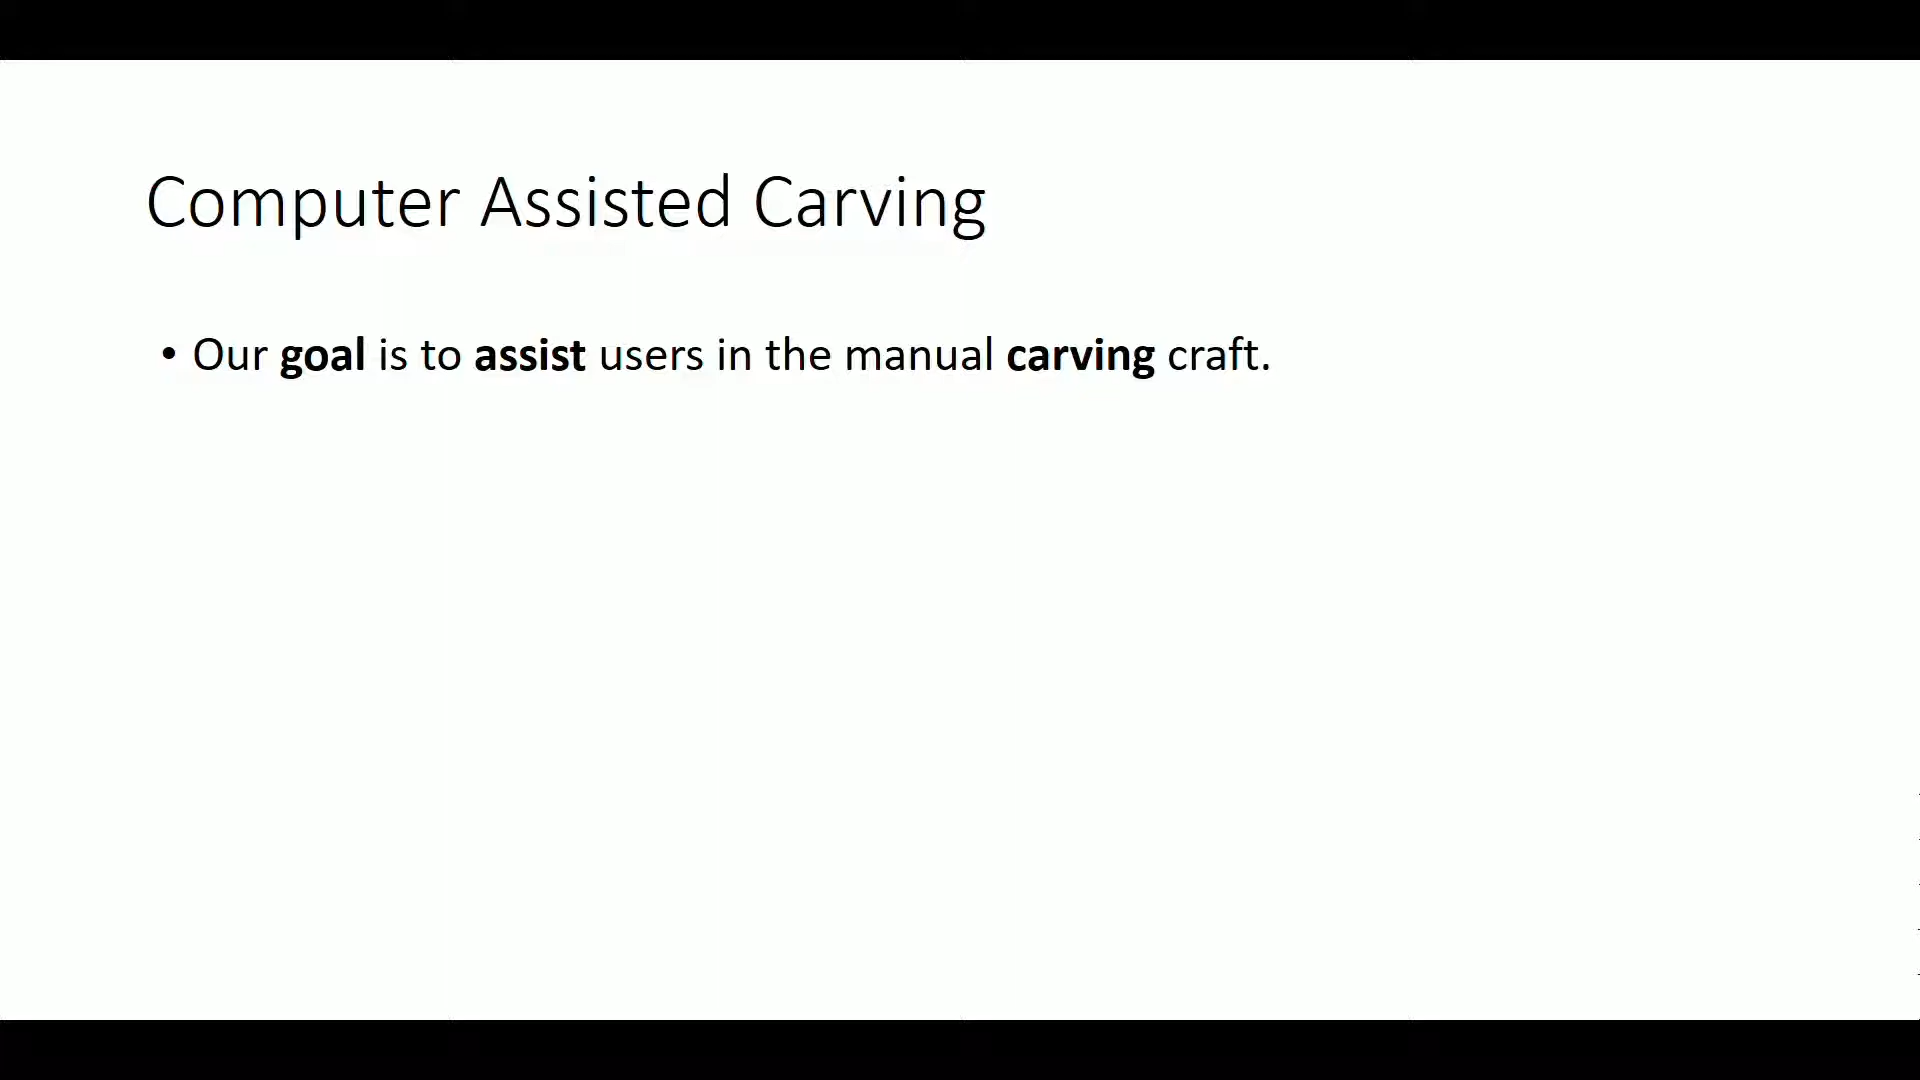 Computer Assisted Carving
• Our goal is to assist users in the manual carving craft.